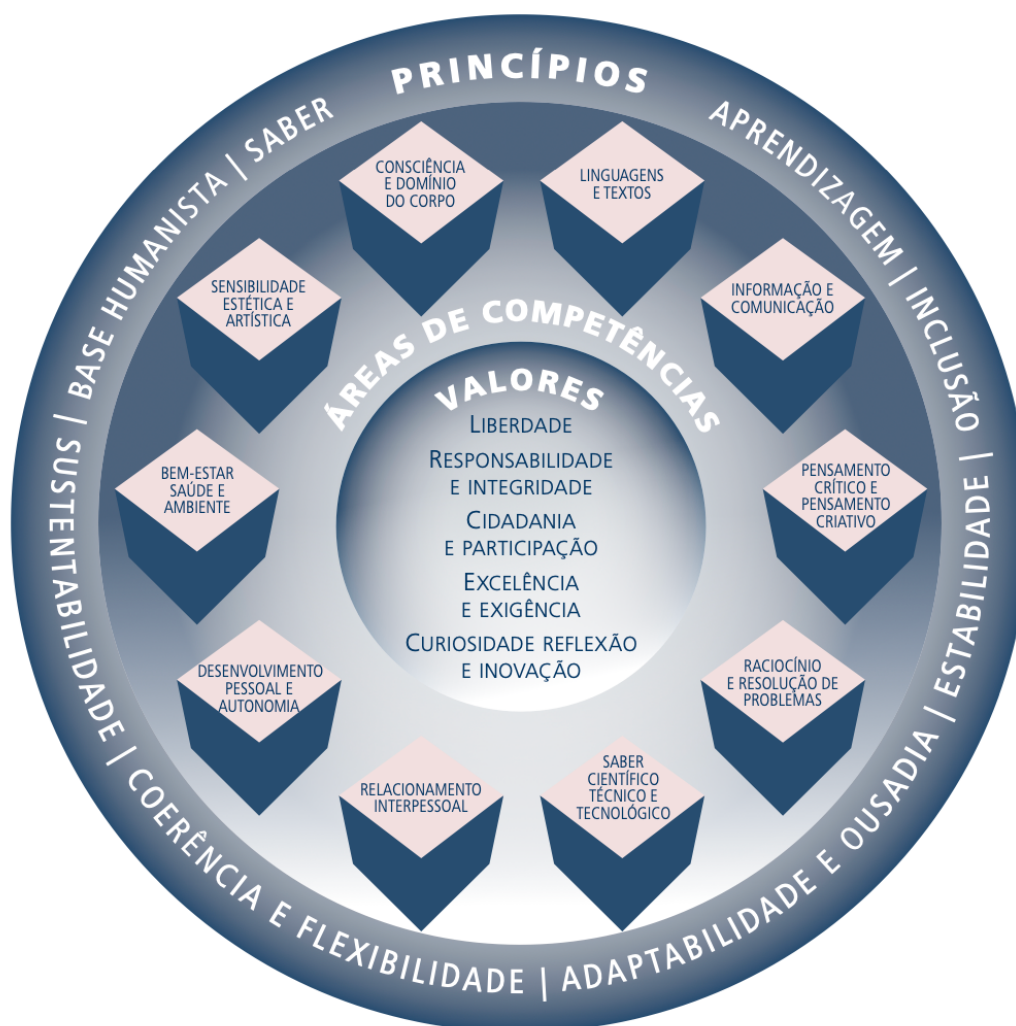 PRINCÍPIOS
APRENDIZAGEM | INCLUSÃO | ESTABILIDADE | ADAPTABILIDADE E OUSADIA | COERÊNCIA E FLEXIBILIDADE | SUSTENTABILIDADE | BASE HUMANISTA | SABER
ÁREAS DE COMPETÊNCIAS
LINGUAGENS
E TEXTOS
INFORMAÇÃO E
COMUNICAÇÃO
PENSAMENTO
CRÍTICO E
PENSAMENTO
CRIATIVO
RACIOCÍNIO
E RESOLUÇÃO DE
PROBLEMAS
SABER
CIENTÍFICO
TÉCNICO E
TECNOLÓGICO
RELACIONAMENTO
INTERPESSOAL
DESENVOLVIMENTO
PESSOAL E
AUTONOMIA
BEM-ESTAR
SAÚDE E
AMBIENTE
SENSIBILIDADE
ESTÉTICA E
ARTÍSTICA
CONSCIÊNCIA
E DOMÍNIO
DO CORPO
VALORES
LIBERDADE
RESPONSABILIDADE
E INTEGRIDADE
CIDADANIA
E PARTICIPAÇÃO
EXCELÊNCIA
E EXIGÊNCIA
CURIOSIDADE REFLEXÃO
E INOVAÇÃO